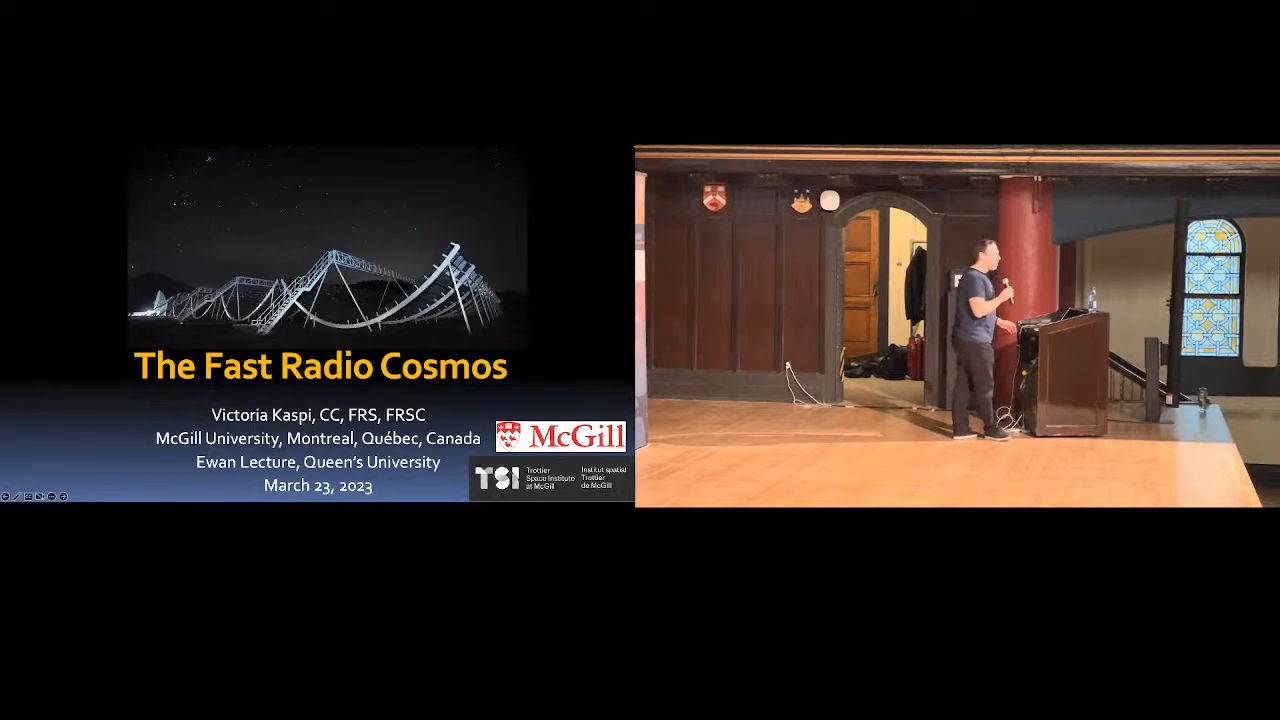 The Fast Radio Cosmos
Victoria Kaspi, CC, FRS, FRSC
McGill University, Montreal, Québec, Canada
Ewan Lecture, Queen's University
March 23, 2023
McGill
TSI
Trottier
Space Institute
at McGill
Institut spatial
Trottier
de McGill